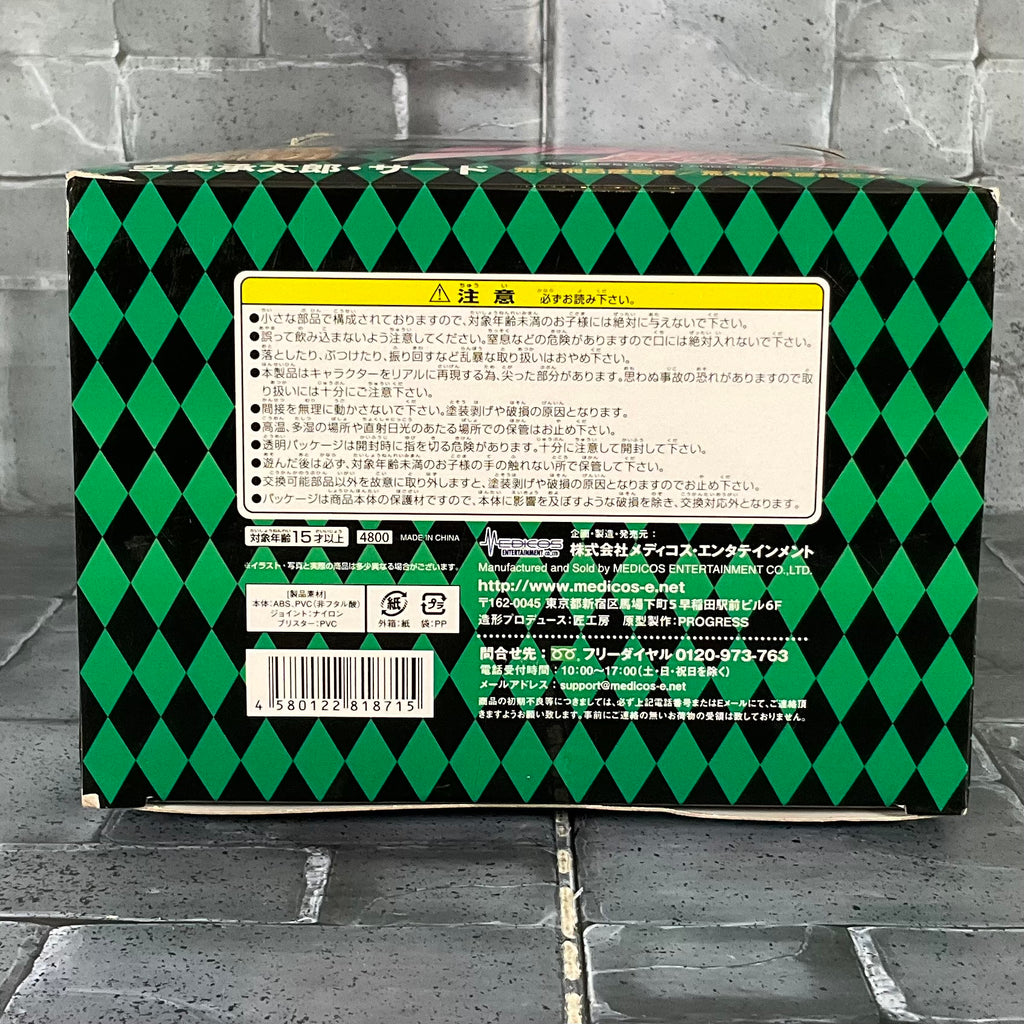 空条承太郎・サード
注意 必ずお読み下さい。
●小さな部品で構成されておりますので、対象年齢未満のお子様には絶対に与えないで下さい。
●誤って飲み込まないよう注意してください。窒息などの危険がありますので口には絶対入れないで下さい。
●落としたり、ぶつけたり、振り回すなど乱暴な取り扱いはおやめ下さい。
●本製品はキャラクターをリアルに再現する為、尖った部分があります。思わぬ事故の恐れがありますので取
り扱いには十分にご注意下さい。
●間接を無理に動かさないで下さい。塗装剥げや破損の原因となります。
●高温、多湿の場所や直射日光のあたる場所での保管はお止め下さい。
●透明パッケージは開封時に指を切る危険があります。十分に注意して開封して下さい。
●遊んだ後は必ず、対象年齢未満のお子様の手の触れない所で保管して下さい。
●交換可能部品以外を故意に取り外しますと、塗装剥げや破損の原因となりますのでお止め下さい。
●パッケージは商品本体の保護材ですので、本体に影響を及ぼすような破損を除き、交換対応外となります。
対象年齢15才以上 4800 MADE IN CHINA
※イラスト・写真と実際の商品は多少異なる場合がございます。
[製品素材]
本体：ABS、PVC(非フタル酸)
ジョイント：ナイロン
ブリスター：PVC
紙 プラ
外箱：紙 袋：PP
4 580122 818715
MEDICOS
ENTERTAINMENT CO.,LTD
企画・製造・発売元：
株式会社メディコス・エンタテインメント
Manufactured and Sold by MEDICOS ENTERTAINMENT CO.,LTD.
http://www.medicos-e.net
〒162-0045 東京都新宿区馬場下町5 早稲田駅前ビル6F
造形プロデュース：匠工房 原型製作：PROGRESS
問合せ先： フリーダイヤル 0120-973-763
電話受付時間：10:00〜17:00(土・日・祝日を除く)
メールアドレス：support@medicos-e.net
商品の初期不良等につきましては、必ず上記電話番号またはEメールにて、ご連絡頂
きますようお願い致します。事前にご連絡の無いお荷物の受領は致しておりません。